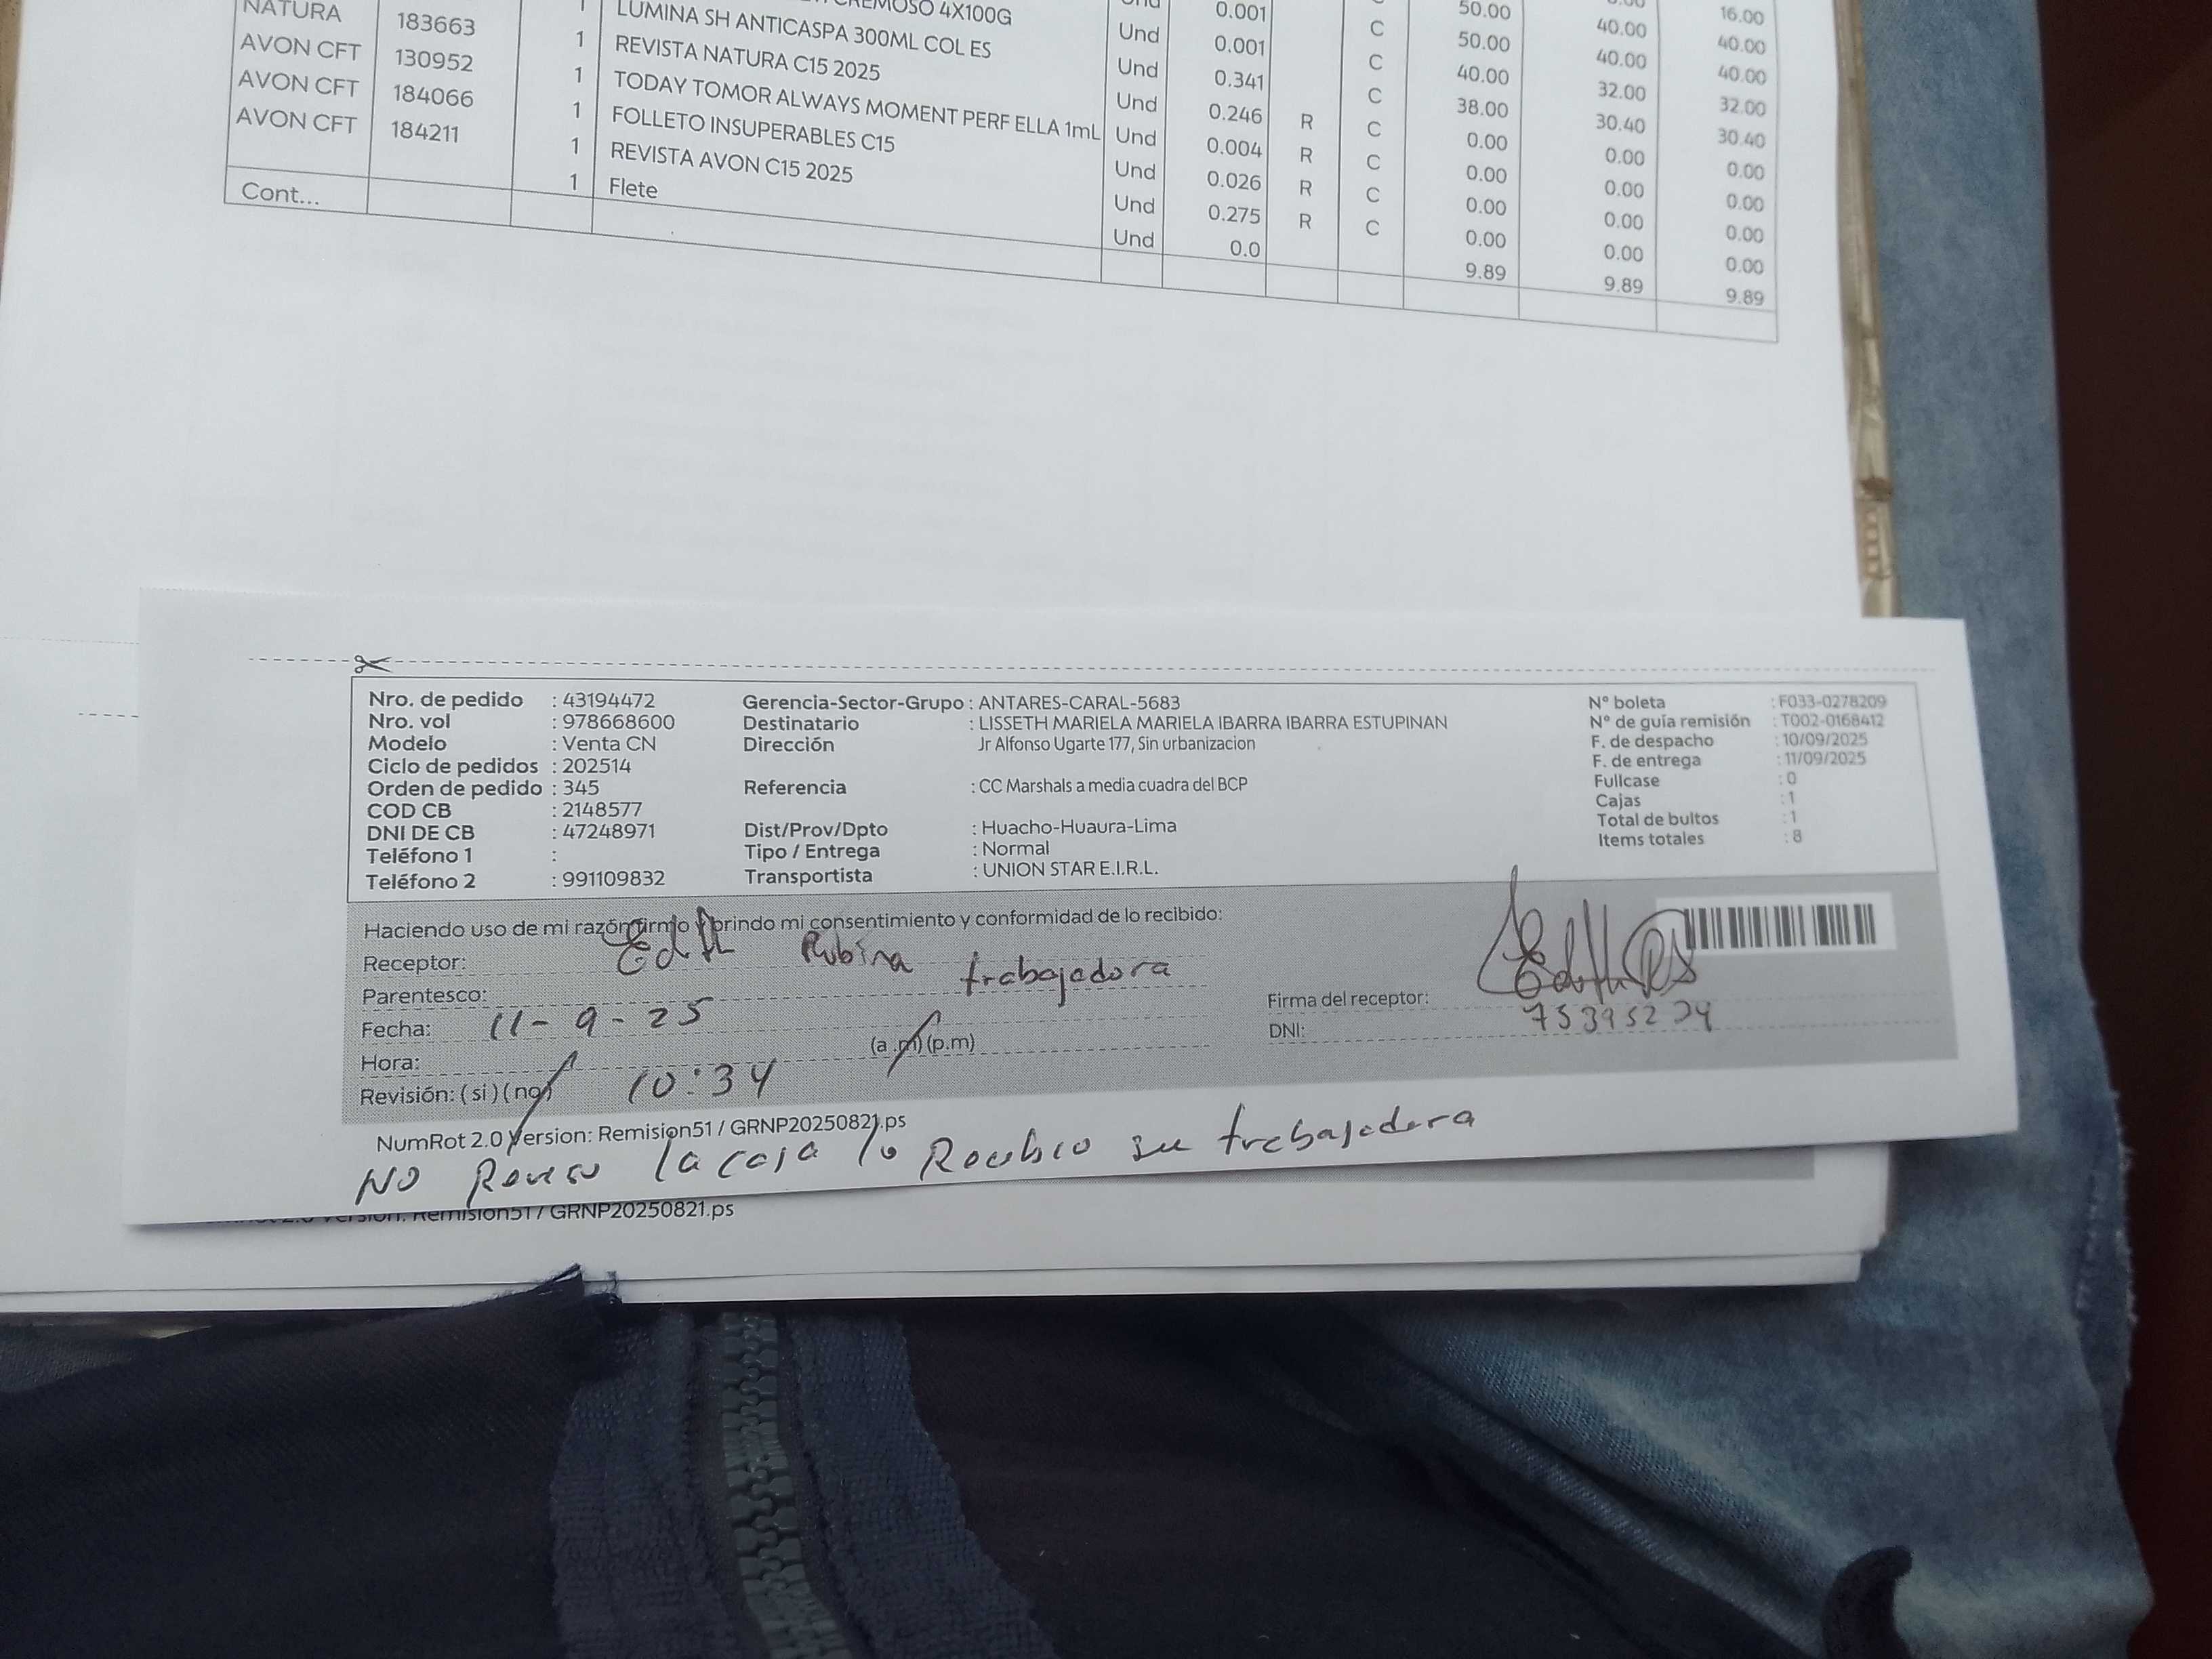 CREMOSO 4X100G Und 0.001 C 50.00 16.00
NATURA 183663 1 LUMINA SH ANTICASPA 300ML COL ES Und 0.001 C 50.00 40.00 40.00
AVON CFT 130952 1 REVISTA NATURA C15 2025 Und 0.341 C 40.00 40.00 40.00
AVON CFT 184066 1 TODAY TOMOR ALWAYS MOMENT PERF ELLA 1mL Und 0.246 R C 38.00 32.00 32.00
AVON CFT 184211 1 FOLLETO INSUPERABLES C15 Und 0.004 R C 0.00 30.40 30.40
1 REVISTA AVON C15 2025 Und 0.026 R C 0.00 0.00 0.00
Cont... 1 Flete Und 0.275 R C 0.00 0.00 0.00
Und 0.0 0.00 0.00 0.00
0.00 0.00
9.89 9.89 9.89
Nro. de pedido : 43194472 Gerencia-Sector-Grupo : ANTARES-CARAL-5683 Nº boleta : F033-0278209
Nro. vol : 978668600 Destinatario : LISSETH MARIELA MARIELA IBARRA IBARRA ESTUPINAN Nº de guía remisión : T002-0168412
Modelo : Venta CN Dirección Jr Alfonso Ugarte 177, Sin urbanizacion F. de despacho : 10/09/2025
Ciclo de pedidos : 202514 F. de entrega : 11/09/2025
Orden de pedido : 345 Referencia : CC Marshals a media cuadra del BCP Fullcase : 0
COD CB : 2148577 Cajas : 1
DNI DE CB : 47248971 Dist/Prov/Dpto : Huacho-Huaura-Lima Total de bultos : 1
Teléfono 1 : Tipo / Entrega : Normal Items totales : 8
Teléfono 2 : 991109832 Transportista : UNION STAR E.I.R.L.
Haciendo uso de mi razón firmo y brindo mi consentimiento y conformidad de lo recibido:
Receptor: Edith Rubina
Parentesco: trabajadora
Firma del receptor: Edith RS
Fecha: 11-9-25
DNI: 75395224
Hora: 10:34 (a.m) (p.m)
Revisión: ( si ) ( no)
NumRot 2.0 Version: Remision51 / GRNP20250821.ps
NO Reviso la caja lo Recibio su trabajadora
Remision51 / GRNP20250821.ps